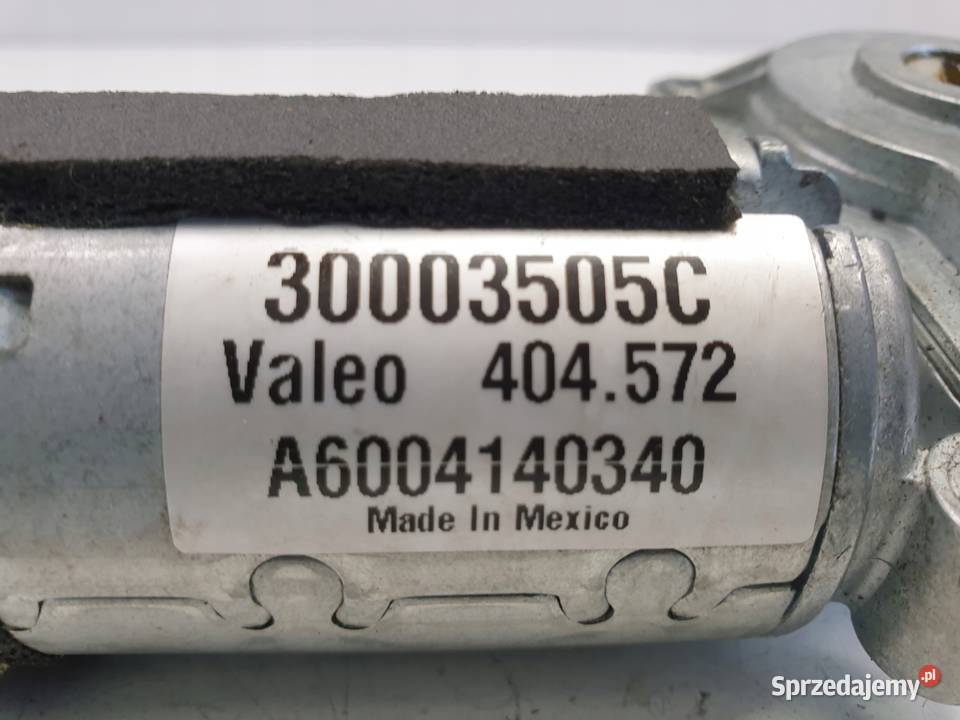 30003505C
Valeo 404.572
A6004140340
Made In Mexico
Sprzedajemy.pl